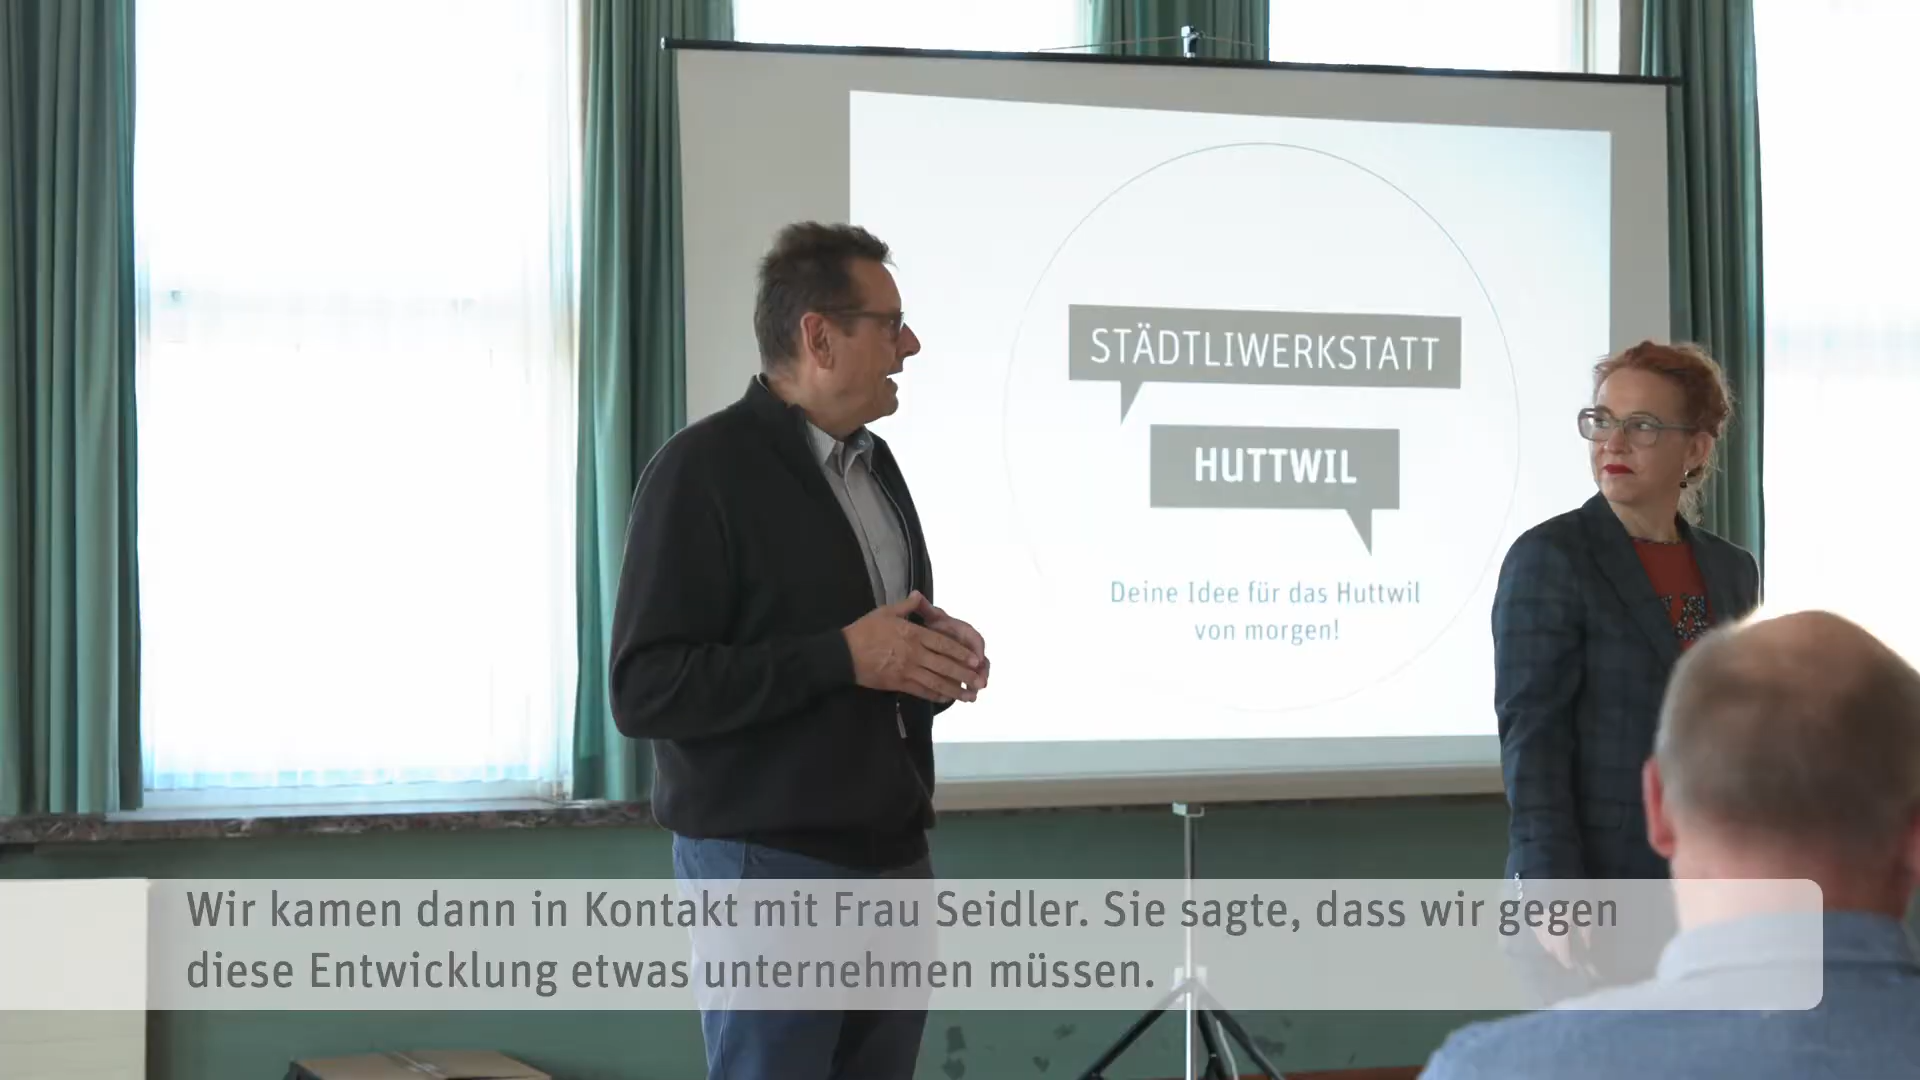 STÄDTLIWERKSTATT
HUTTWIL
Deine Idee für das Huttwil
von morgen!
Wir kamen dann in Kontakt mit Frau Seidler. Sie sagte, dass wir gegen
diese Entwicklung etwas unternehmen müssen.